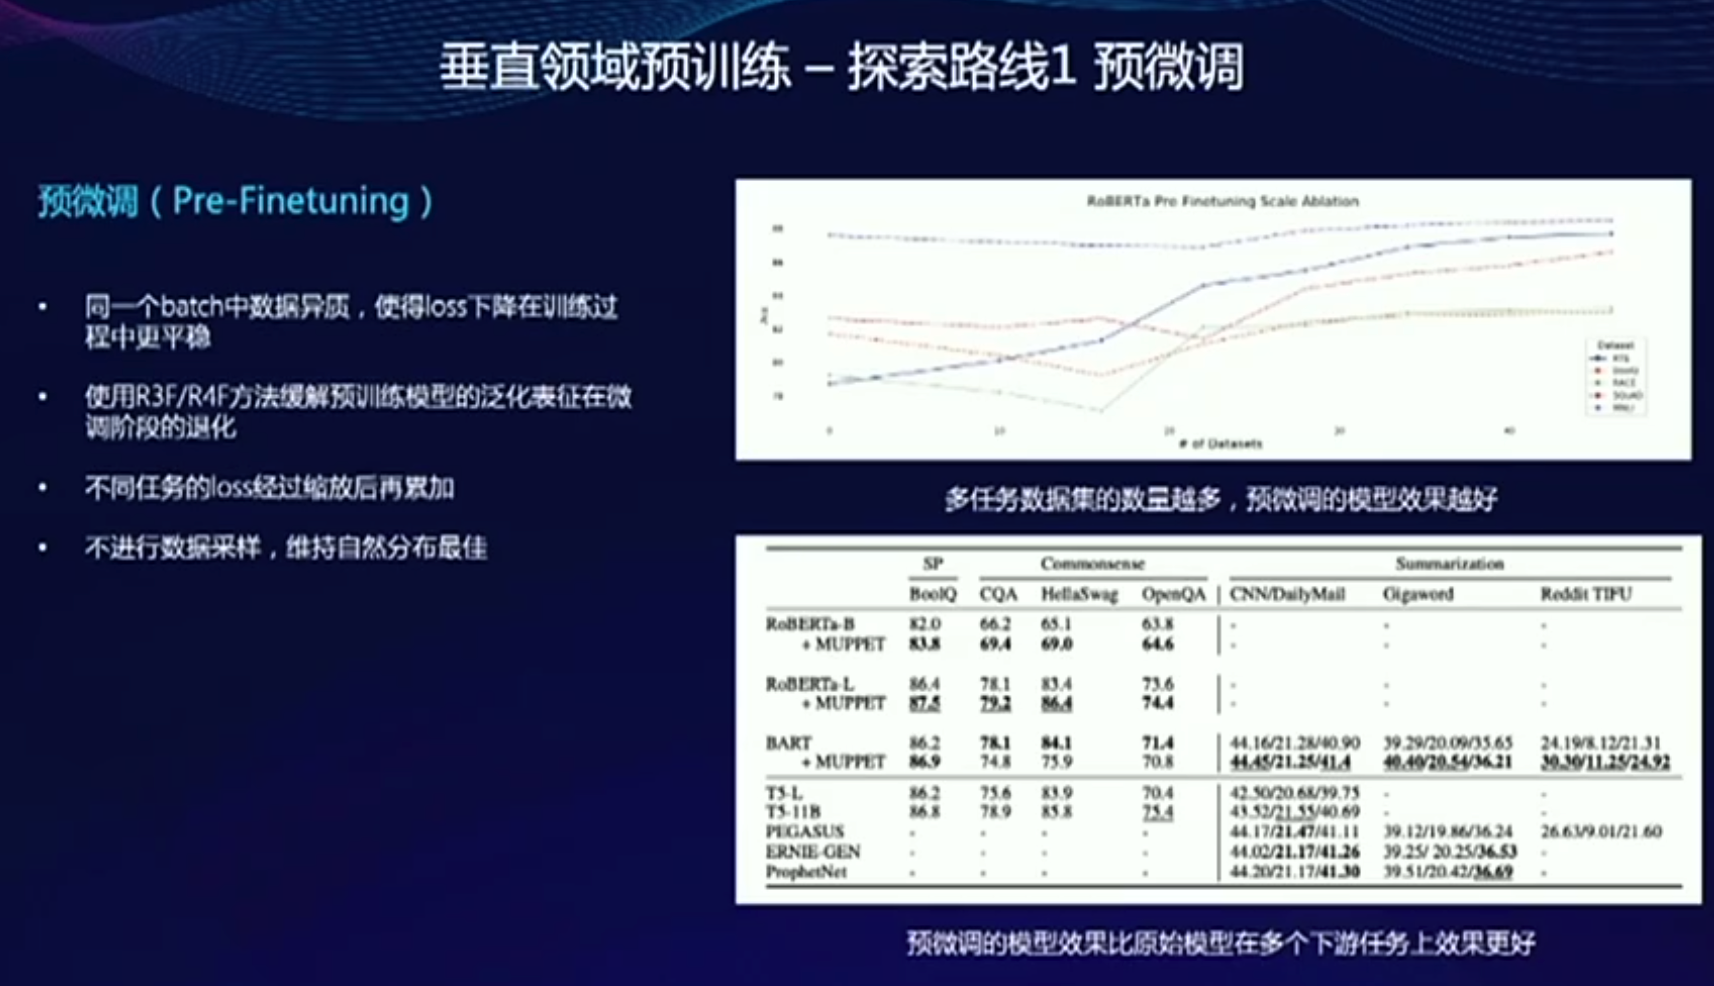 垂直领域预训练 – 探索路线1 预微调
预微调（Pre-Finetuning）
• 同一个batch中数据异质，使得loss下降在训练过
程中更平稳
• 使用R3F/R4F方法缓解预训练模型的泛化表征在微
调阶段的退化
• 不同任务的loss经过缩放后再累加
• 不进行数据采样，维持自然分布最佳
RoBERTa Pre Finetuning Scale Ablation
88
86
84
82
80
78
Acc
0 10 20 30 40
# of Datasets
Dataset
RTE
BoolQ
RACE
SQuAD
MNLI
多任务数据集的数量越多，预微调的模型效果越好
SP Commonsense Summarization
BoolQ CQA HellaSwag OpenQA CNN/DailyMail Gigaword Reddit TIFU
RoBERTa-B 82.0 66.2 65.1 63.8 - - -
+ MUPPET 83.8 69.4 69.0 64.6 - - -
RoBERTa-L 86.4 78.1 83.4 73.6 - - -
+ MUPPET 87.5 79.2 86.4 74.4 - - -
BART 86.2 78.1 84.1 71.4 44.16/21.28/40.90 39.29/20.09/35.65 24.19/8.12/21.31
+ MUPPET 86.9 74.8 75.9 70.8 44.45/21.25/41.4 40.40/20.54/36.21 30.30/11.25/24.92
T5-L 86.2 75.6 83.9 70.4 42.50/20.68/39.75 - -
T5-11B 86.8 78.9 85.8 75.4 43.52/21.55/40.69 - -
PEGASUS - - - - 44.17/21.47/41.11 39.12/19.86/36.24 26.63/9.01/21.60
ERNIE-GEN - - - - 44.02/21.17/41.26 39.25/ 20.25/36.53 -
ProphetNet - - - - 44.20/21.17/41.30 39.51/20.42/36.69 -
预微调的模型效果比原始模型在多个下游任务上效果更好